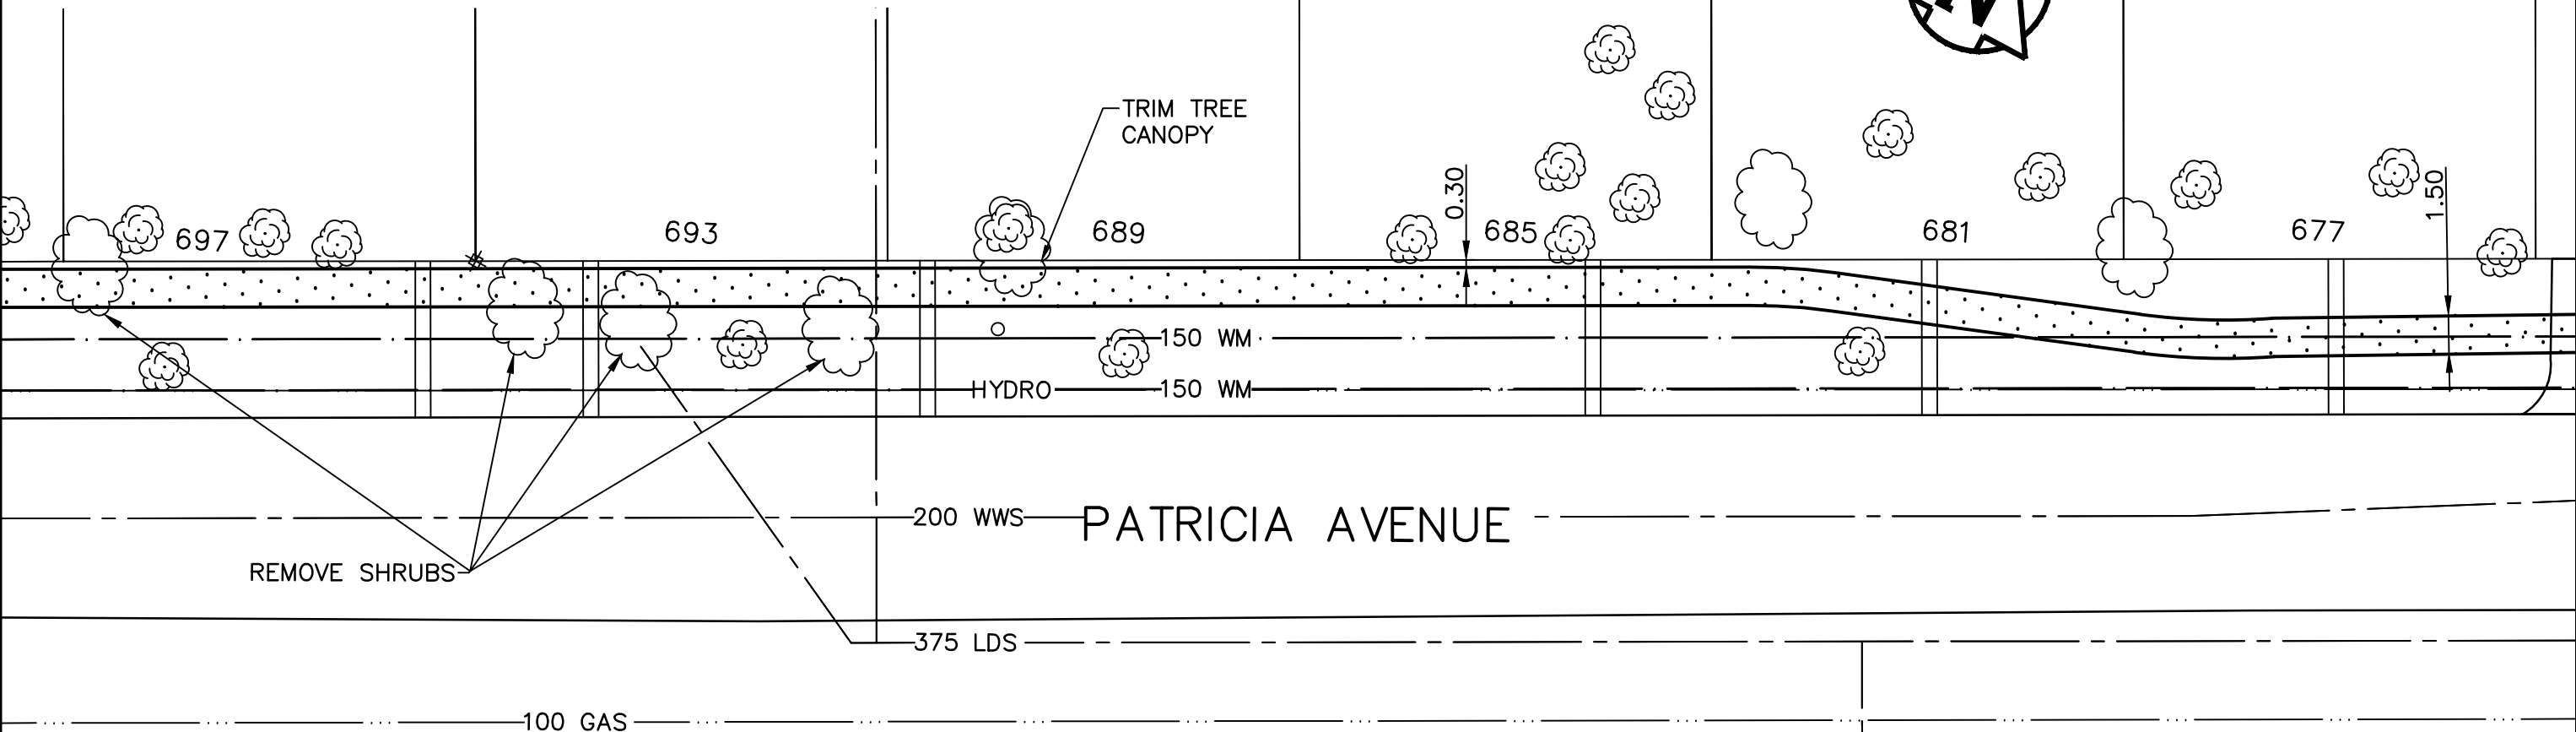 TRIM TREE
CANOPY
0.30
1.50
697
693
689
685
681
677
150 WM
HYDRO 150 WM
200 WWS
PATRICIA AVENUE
REMOVE SHRUBS
375 LDS
100 GAS